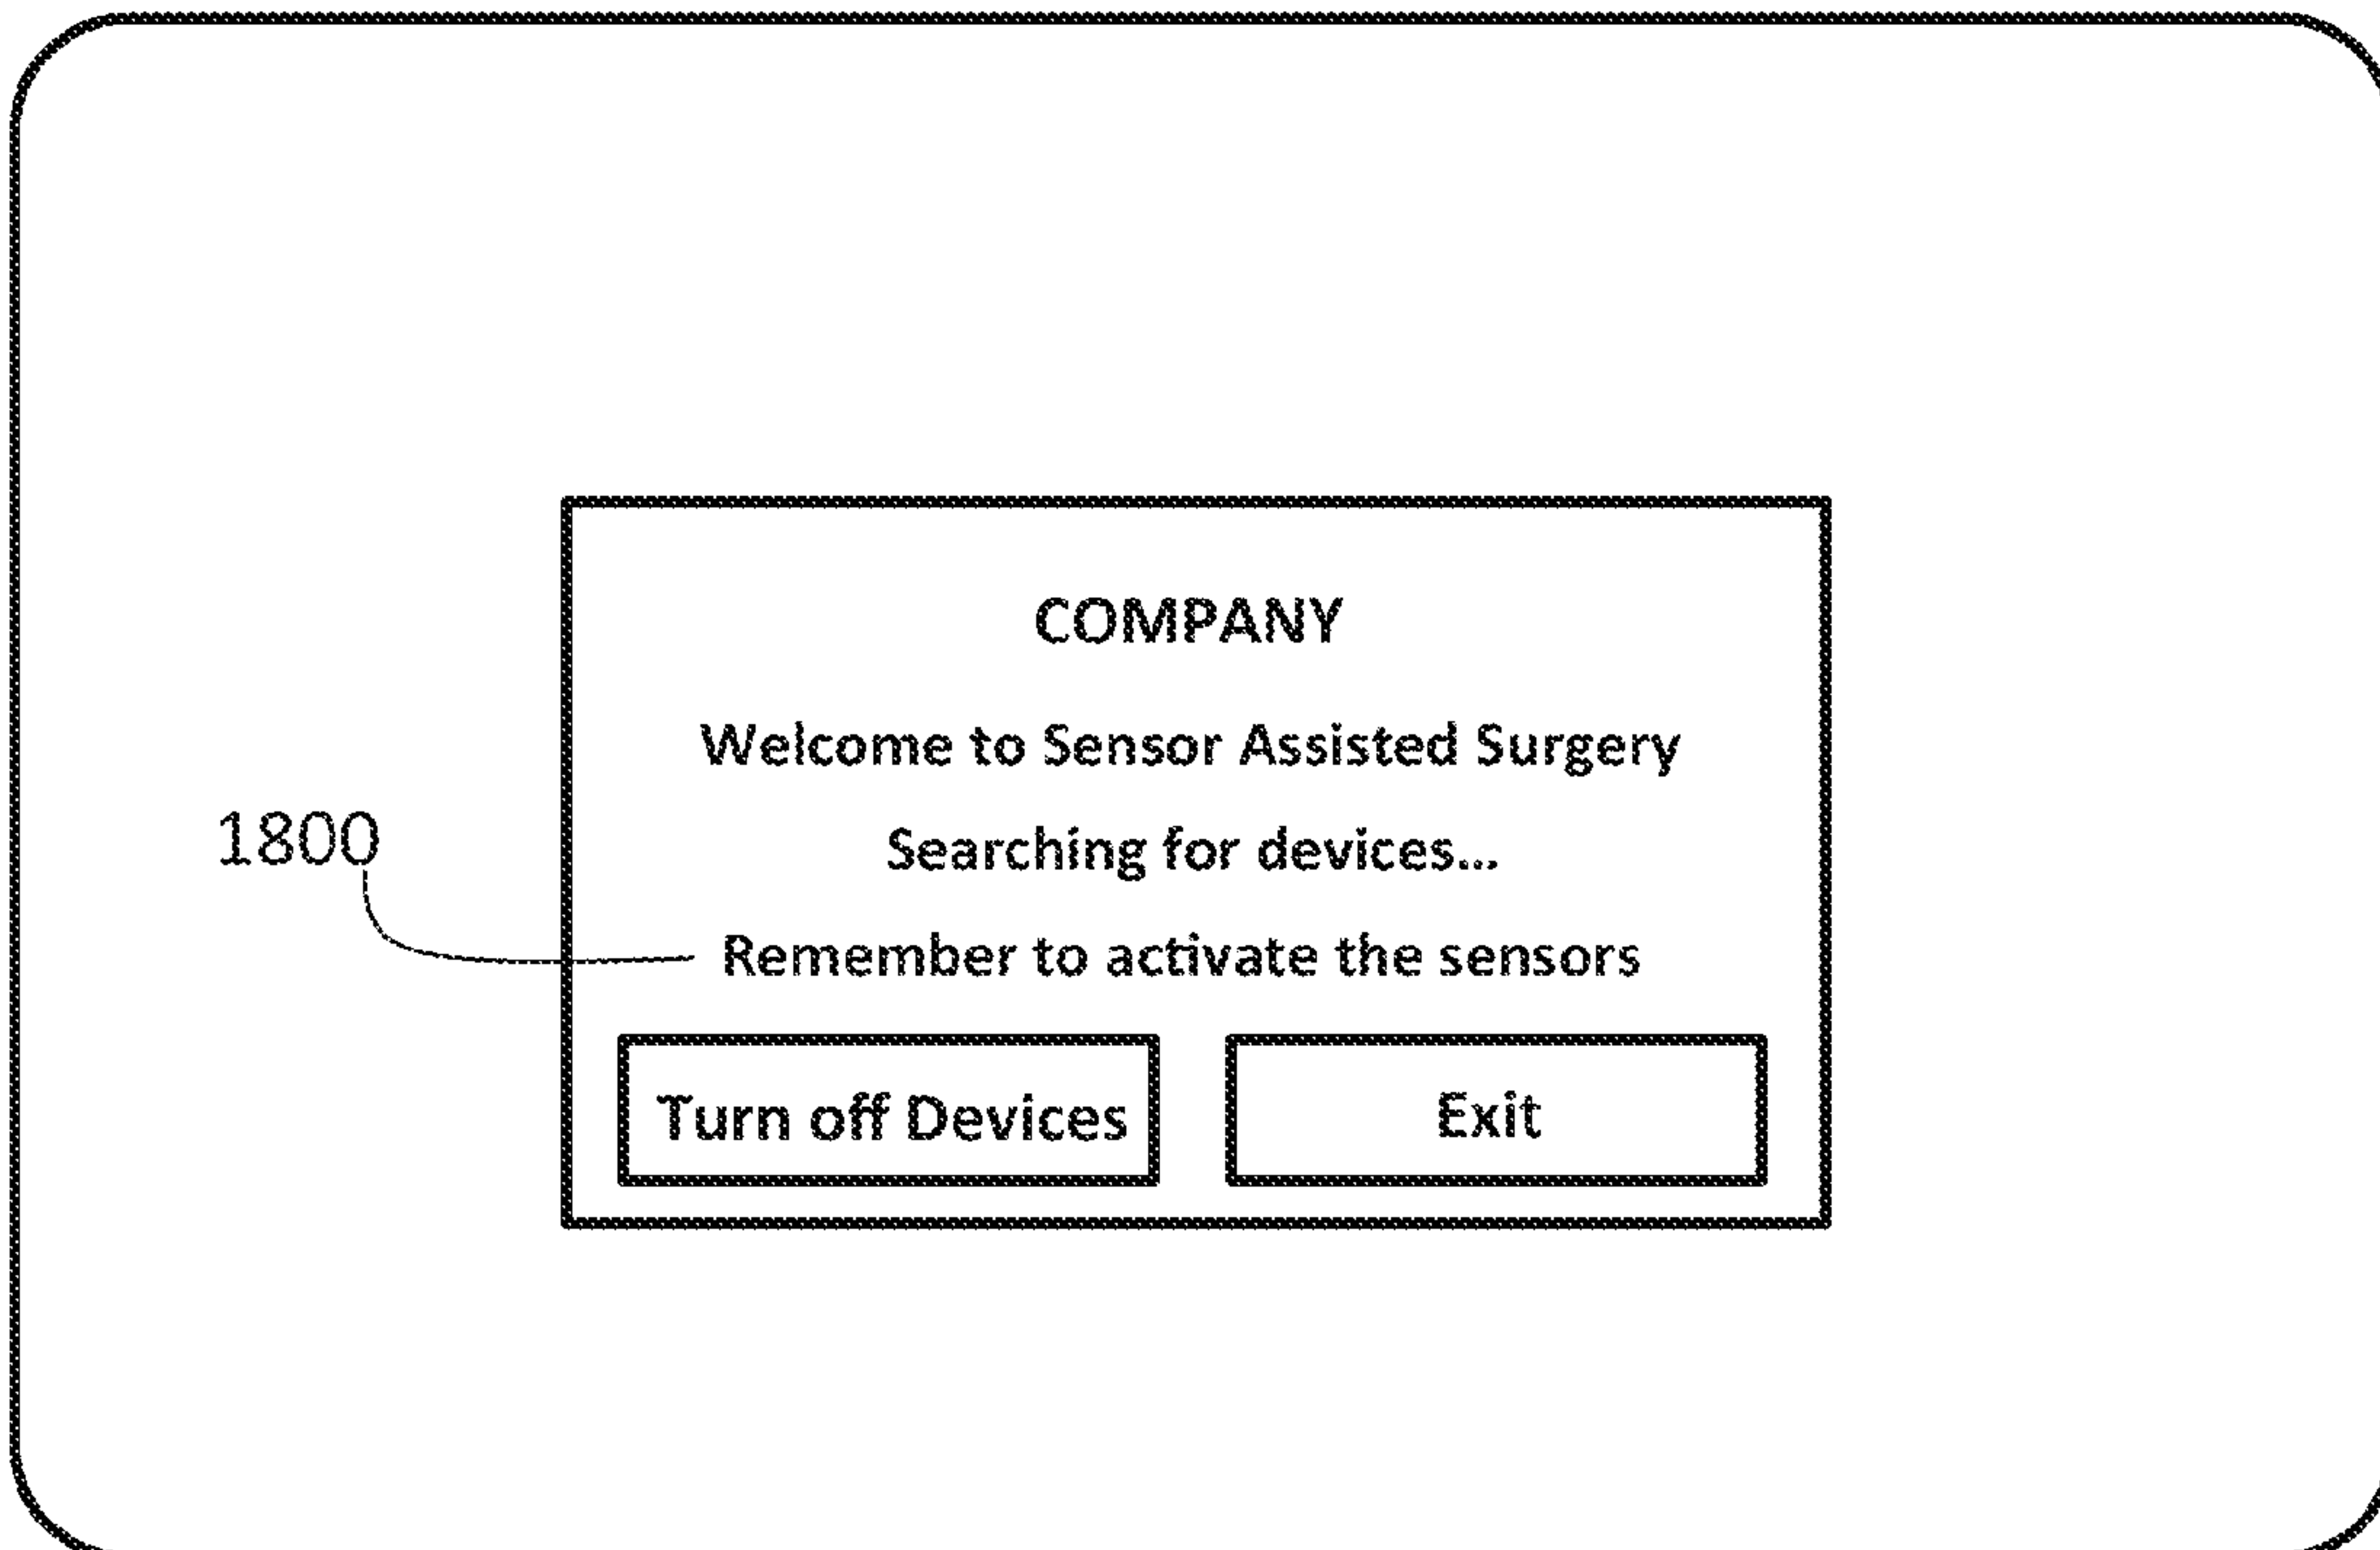 COMPANY
Welcome to Sensor Assisted Surgery
Searching for devices...
1800
Remember to activate the sensors
Turn off Devices
Exit